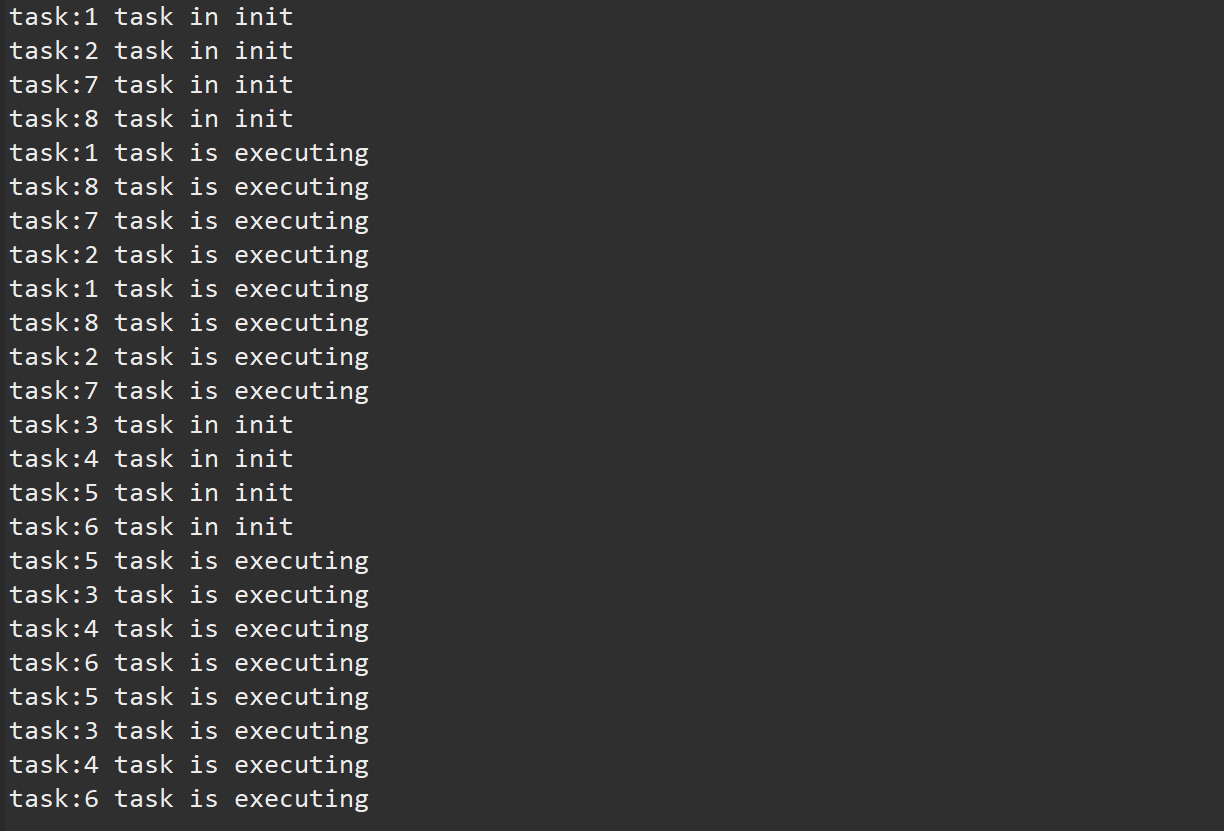 task:1 task in init
task:2 task in init
task:7 task in init
task:8 task in init
task:1 task is executing
task:8 task is executing
task:7 task is executing
task:2 task is executing
task:1 task is executing
task:8 task is executing
task:2 task is executing
task:7 task is executing
task:3 task in init
task:4 task in init
task:5 task in init
task:6 task in init
task:5 task is executing
task:3 task is executing
task:4 task is executing
task:6 task is executing
task:5 task is executing
task:3 task is executing
task:4 task is executing
task:6 task is executing